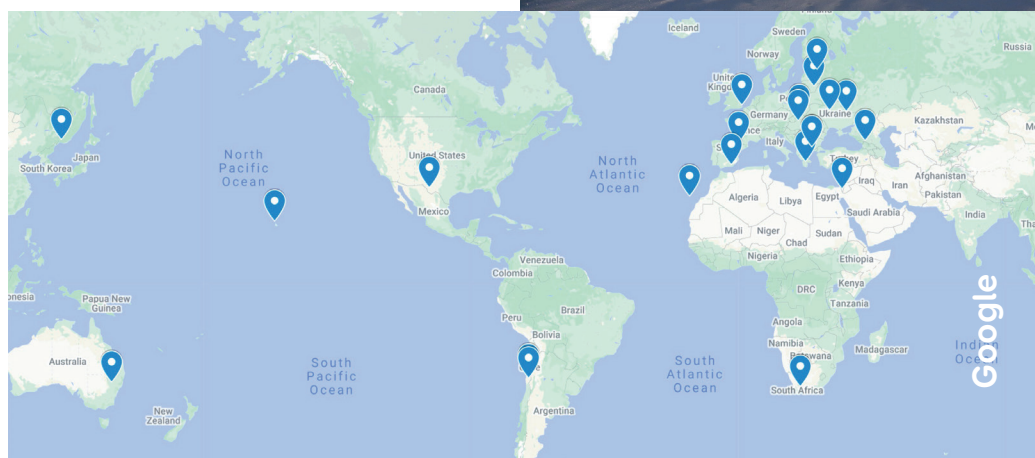 Iceland
Sweden
Norway
Russia
Canada
United
Kingdom
Germany
Ukraine
Kazakhstan
Italy
Turkey
Japan
South Korea
North
Pacific
Ocean
United States
North
Atlantic
Ocean
Mexico
Iraq
Iran
Afghanistan
Pakistan
Algeria
Libya
Egypt
Saudi Arabia
India
Mali
Niger
Chad
Sudan
Nigeria
Ethiopia
Venezuela
Colombia
Kenya
DRC
Tanzania
Papua New
Guinea
Brazil
Peru
Bolivia
Angola
Namibia
Botswana
Madagascar
Australia
South
Pacific
Ocean
South
Atlantic
Ocean
South Africa
New
Zealand
Argentina
Google